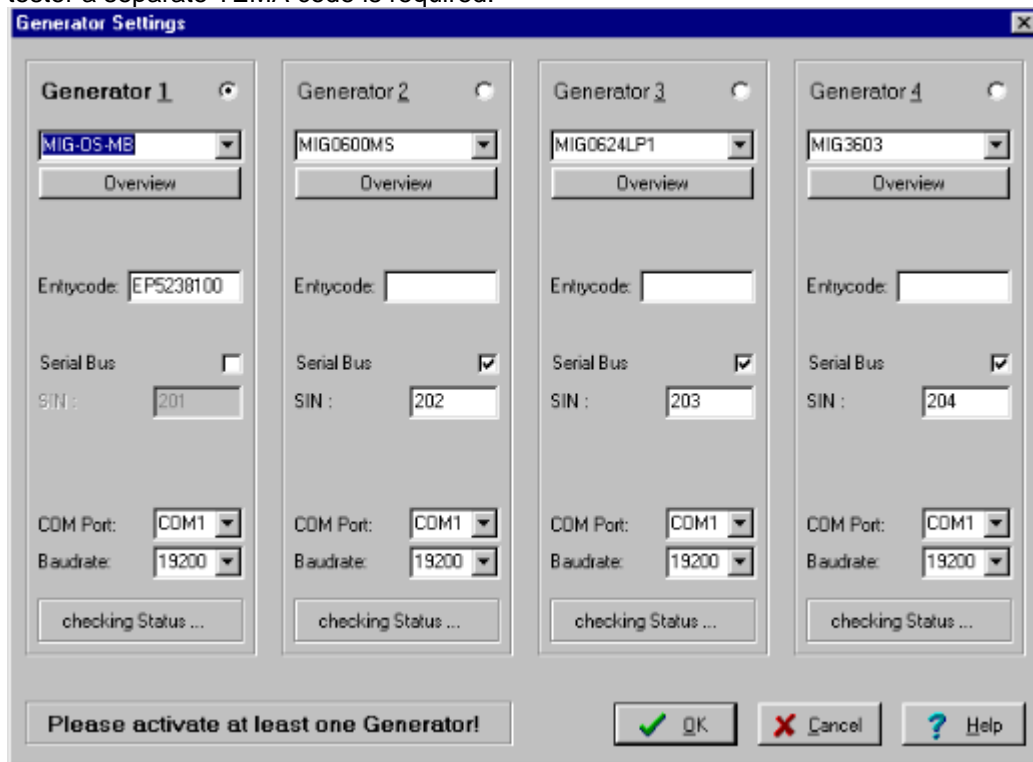 tester a separate TEMA code is required.
Generator Settings
Generator 1
MIG-OS-MB
Overview
Entrycode: EP5238100
Serial Bus
SIN : 201
COM Port: COM1
Baudrate: 19200
checking Status ...
Generator 2
MIG0600MS
Overview
Entrycode:
Serial Bus
SIN : 202
COM Port: COM1
Baudrate: 19200
checking Status ...
Generator 3
MIG0624LP1
Overview
Entrycode:
Serial Bus
SIN : 203
COM Port: COM1
Baudrate: 19200
checking Status ...
Generator 4
MIG3603
Overview
Entrycode:
Serial Bus
SIN : 204
COM Port: COM1
Baudrate: 19200
checking Status ...
Please activate at least one Generator!
OK
Cancel
Help